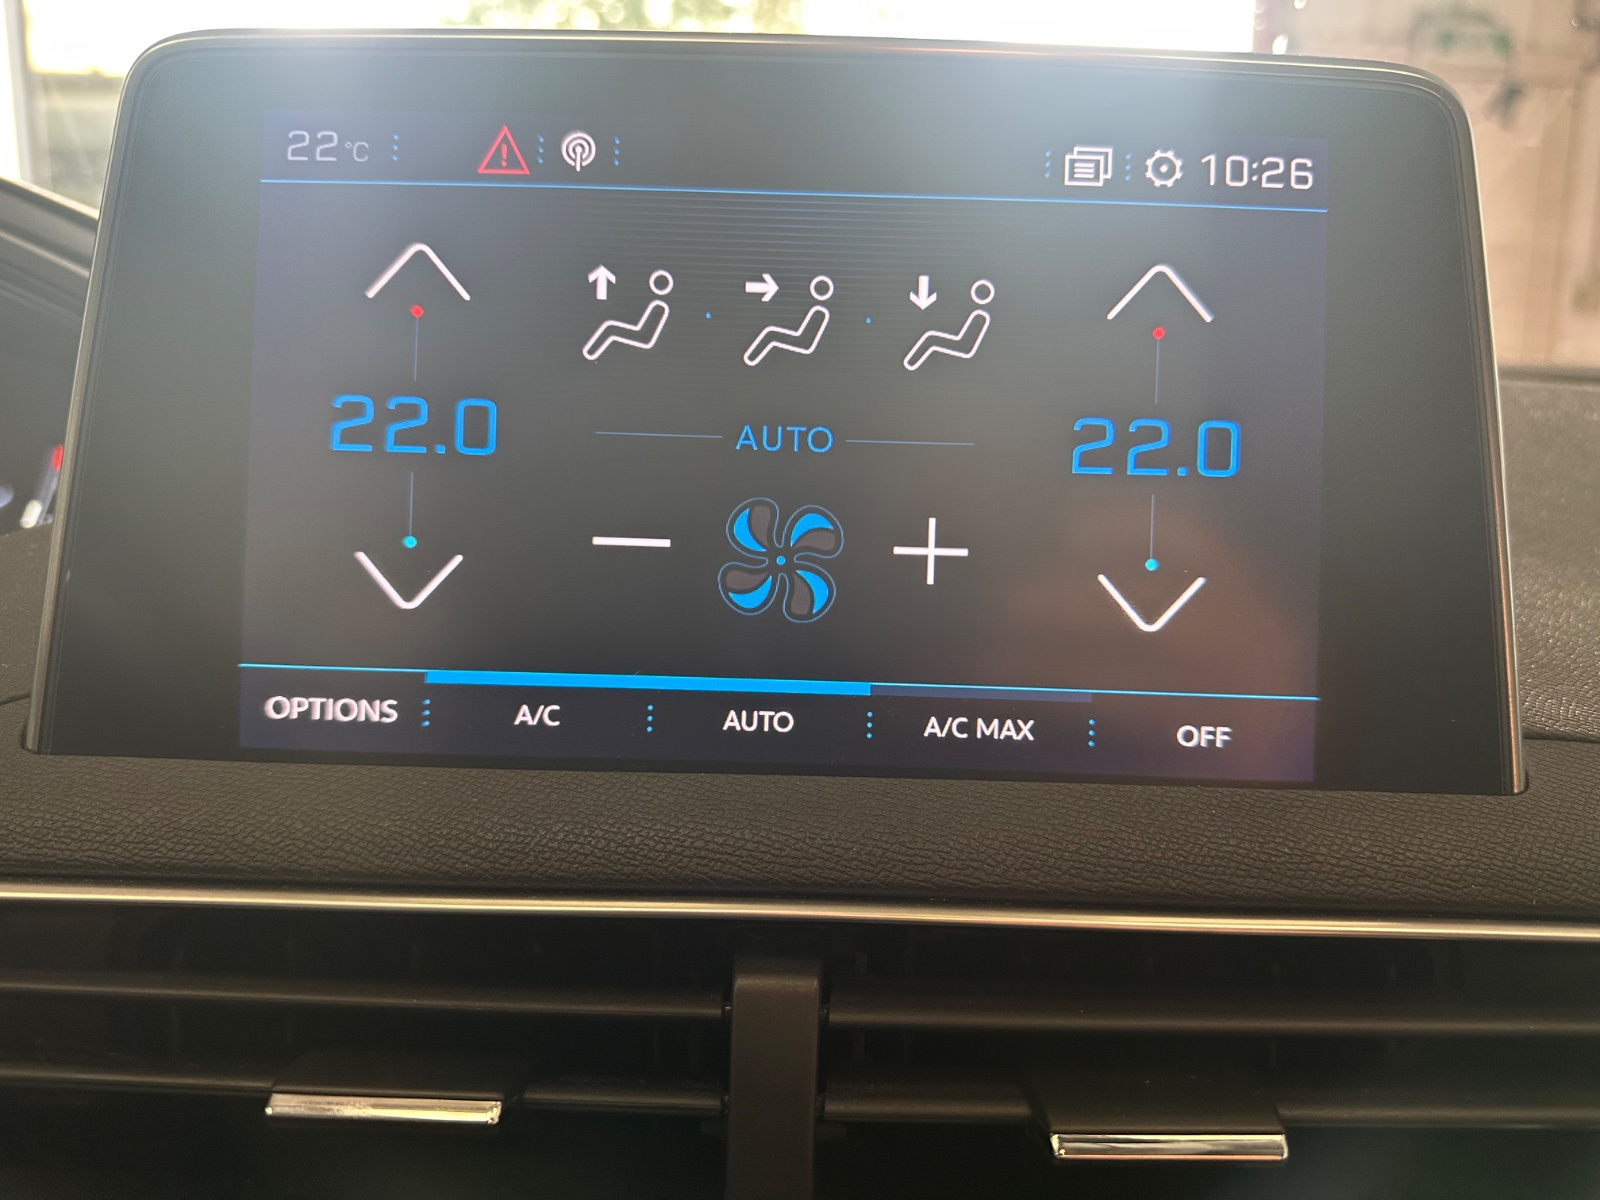 22°C 10:26
22.0 AUTO 22.0
OPTIONS A/C AUTO A/C MAX OFF